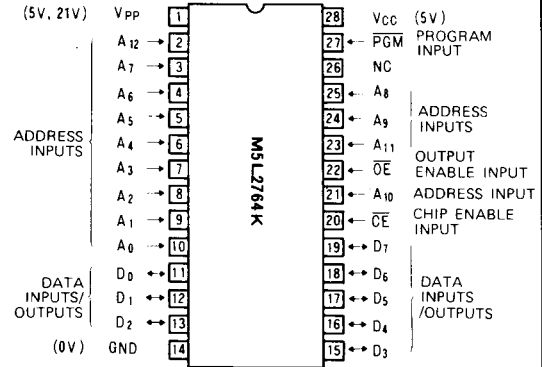 (5V, 21V) VPP 1
A12 → 2
A7 → 3
A6 → 4
A5 → 5
A4 → 6
A3 → 7
A2 → 8
A1 → 9
A0 → 10
D0 ↔ 11
D1 ↔ 12
D2 ↔ 13
(0V) GND 14
ADDRESS
INPUTS
DATA
INPUTS/
OUTPUTS
M5L2764K
28 VCC (5V)
27 ← P̅G̅M̅ PROGRAM
INPUT
26 NC
25 ← A8
24 ← A9
23 ← A11
ADDRESS
INPUTS
22 ← O̅E̅ OUTPUT
ENABLE INPUT
21 ← A10 ADDRESS INPUT
20 ← C̅E̅ CHIP ENABLE
INPUT
19 ↔ D7
18 ↔ D6
17 ↔ D5
16 ↔ D4
15 ↔ D3
DATA
INPUTS
/OUTPUTS